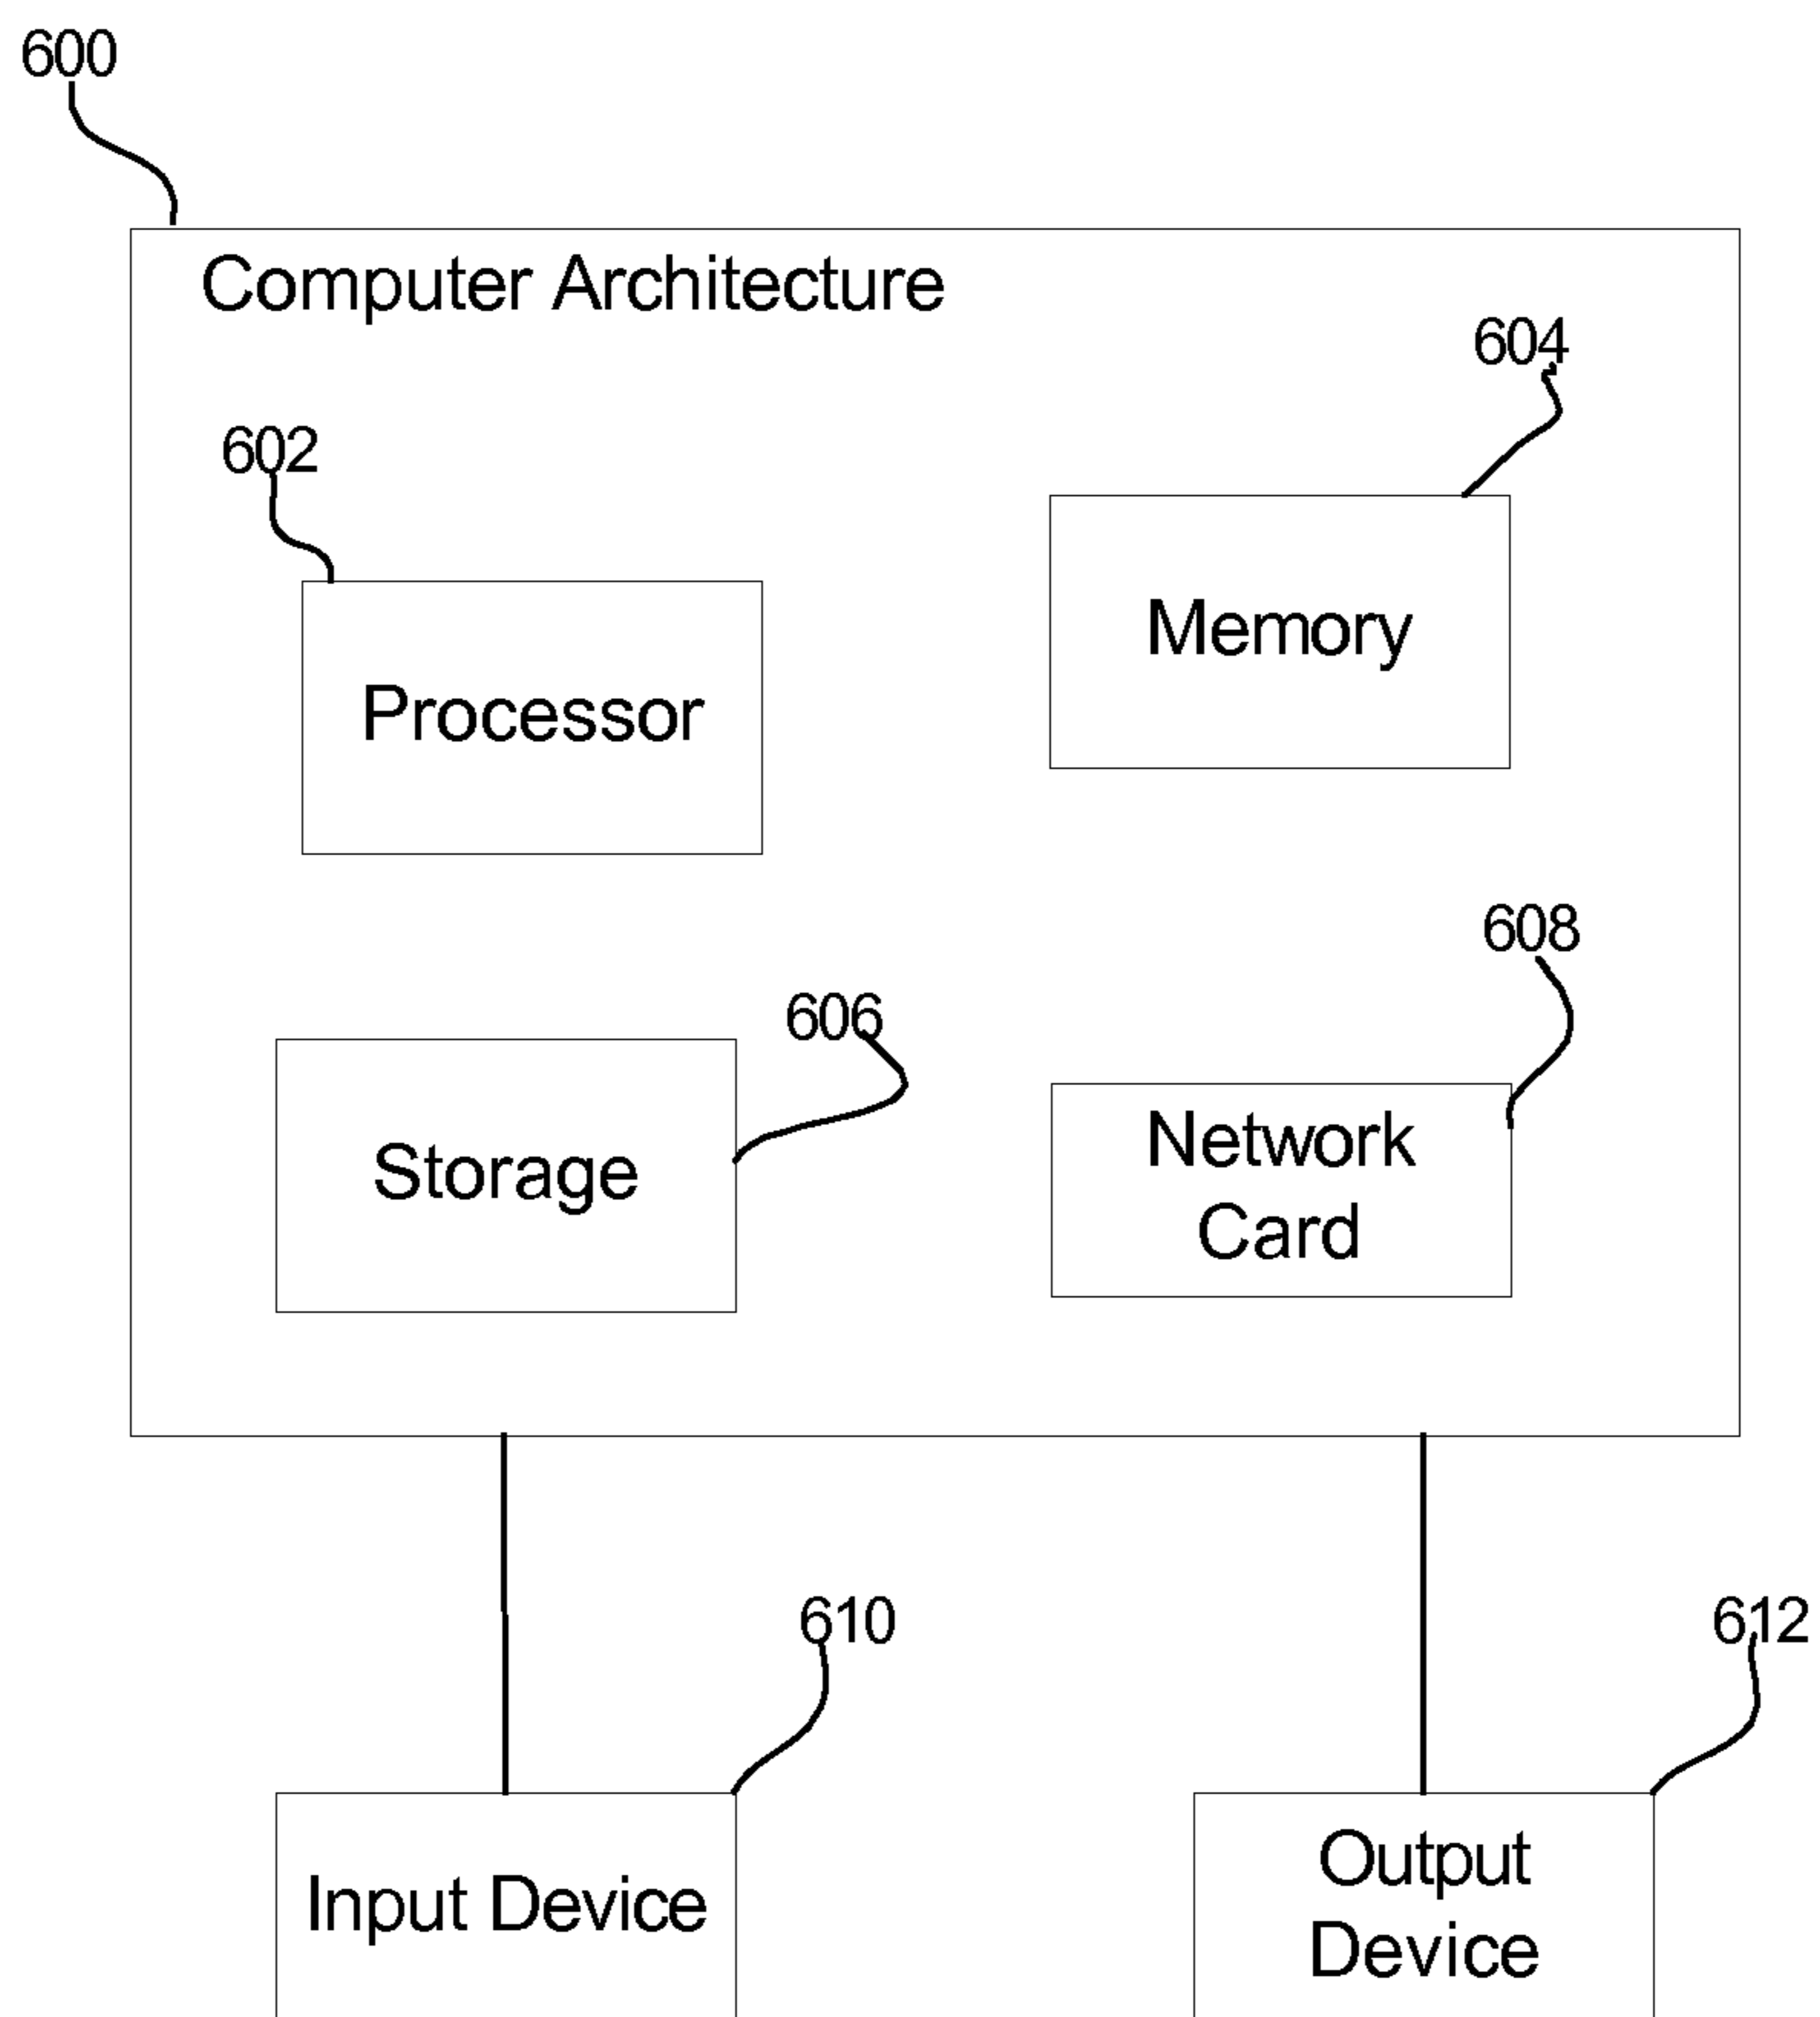 600
Computer Architecture
604
602
Memory
Processor
608
606
Network
Card
Storage
610
612
Input Device
Output
Device